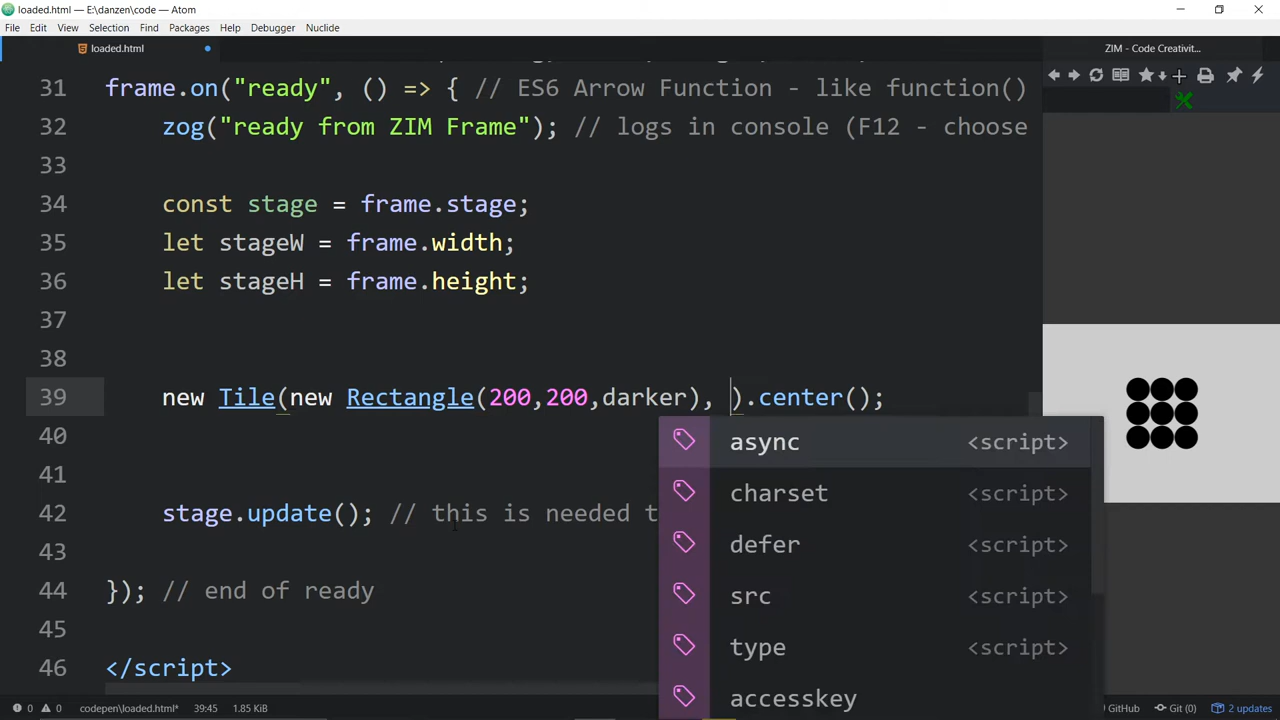 loaded.html — E:\danzen\code — Atom
File Edit View Selection Find Packages Help Debugger Nuclide
loaded.html
ZIM - Code Creativit...
31 frame.on("ready", () => { // ES6 Arrow Function - like function()
32 zog("ready from ZIM Frame"); // logs in console (F12 - choose
33
34 const stage = frame.stage;
35 let stageW = frame.width;
36 let stageH = frame.height;
37
38
39 new Tile(new Rectangle(200,200,darker), ).center();
40
async <script>
41
charset <script>
42 stage.update(); // this is needed t
defer <script>
43
44 }); // end of ready
src <script>
45
type <script>
46 </script>
accesskey
0 0 codepen\loaded.html* 39:45 1.85 KiB
GitHub Git (0) 2 updates